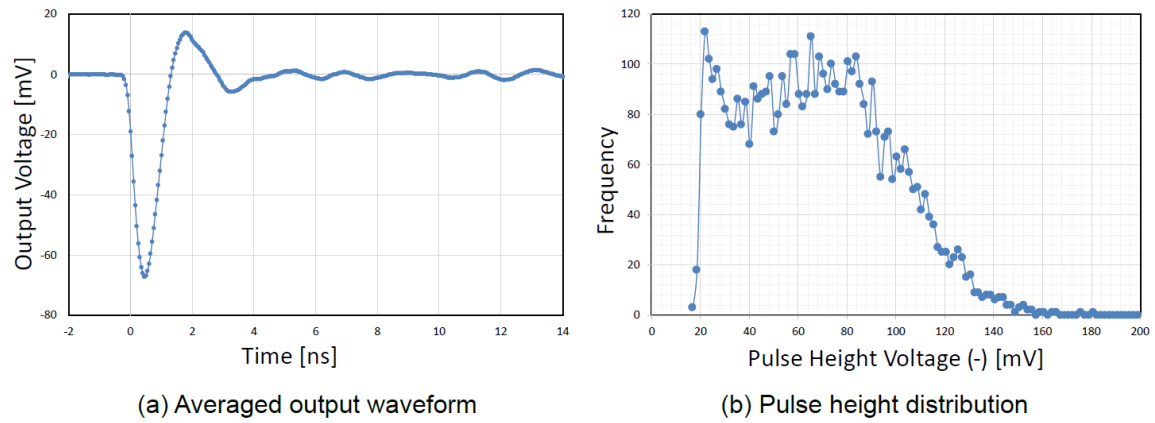 20
0
-20
-40
-60
-80
Output Voltage [mV]
-2 0 2 4 6 8 10 12 14
Time [ns]
(a) Averaged output waveform
120
100
80
60
40
20
0
Frequency
0 20 40 60 80 100 120 140 160 180 200
Pulse Height Voltage (-) [mV]
(b) Pulse height distribution